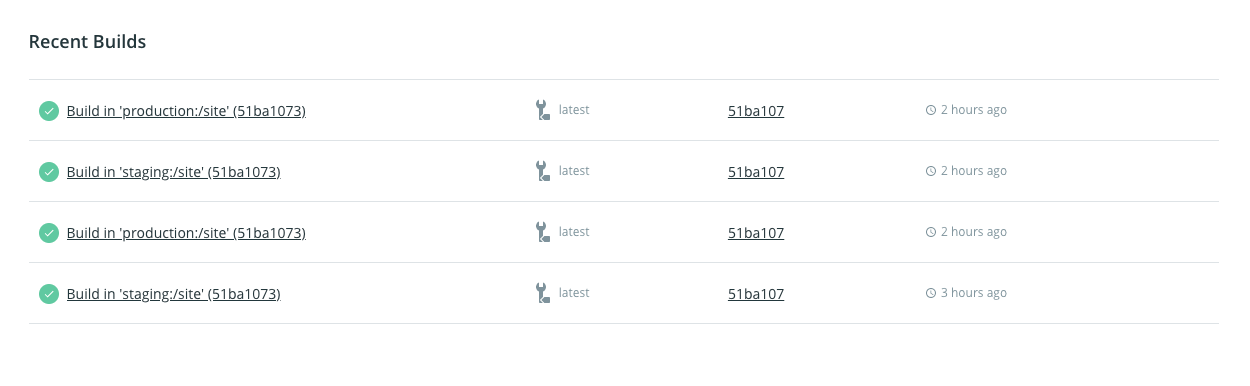 Recent Builds
Build in 'production:/site' (51ba1073) latest 51ba107 2 hours ago
Build in 'staging:/site' (51ba1073) latest 51ba107 2 hours ago
Build in 'production:/site' (51ba1073) latest 51ba107 2 hours ago
Build in 'staging:/site' (51ba1073) latest 51ba107 3 hours ago